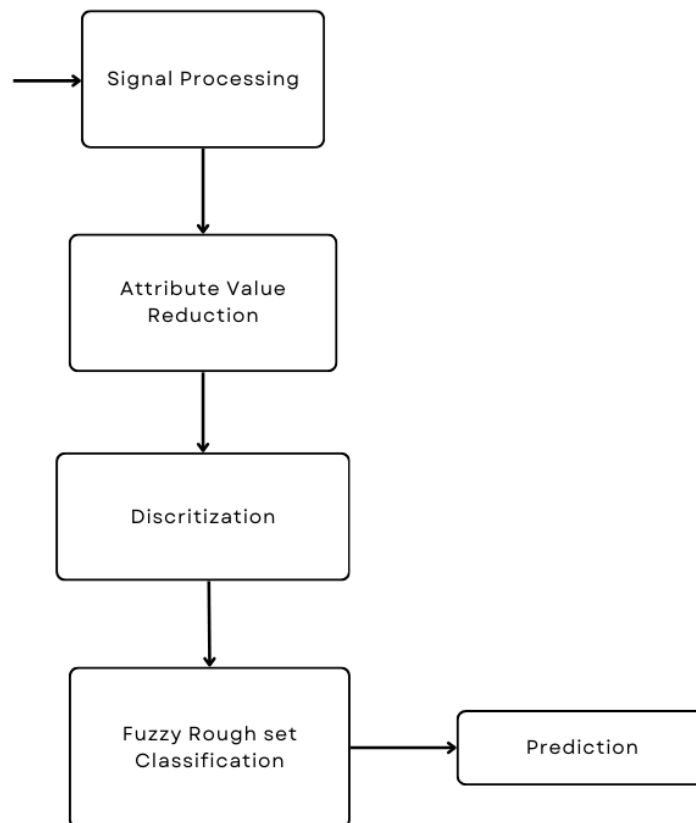 Signal Processing
Attribute Value
Reduction
Discritization
Fuzzy Rough set
Classification
Prediction